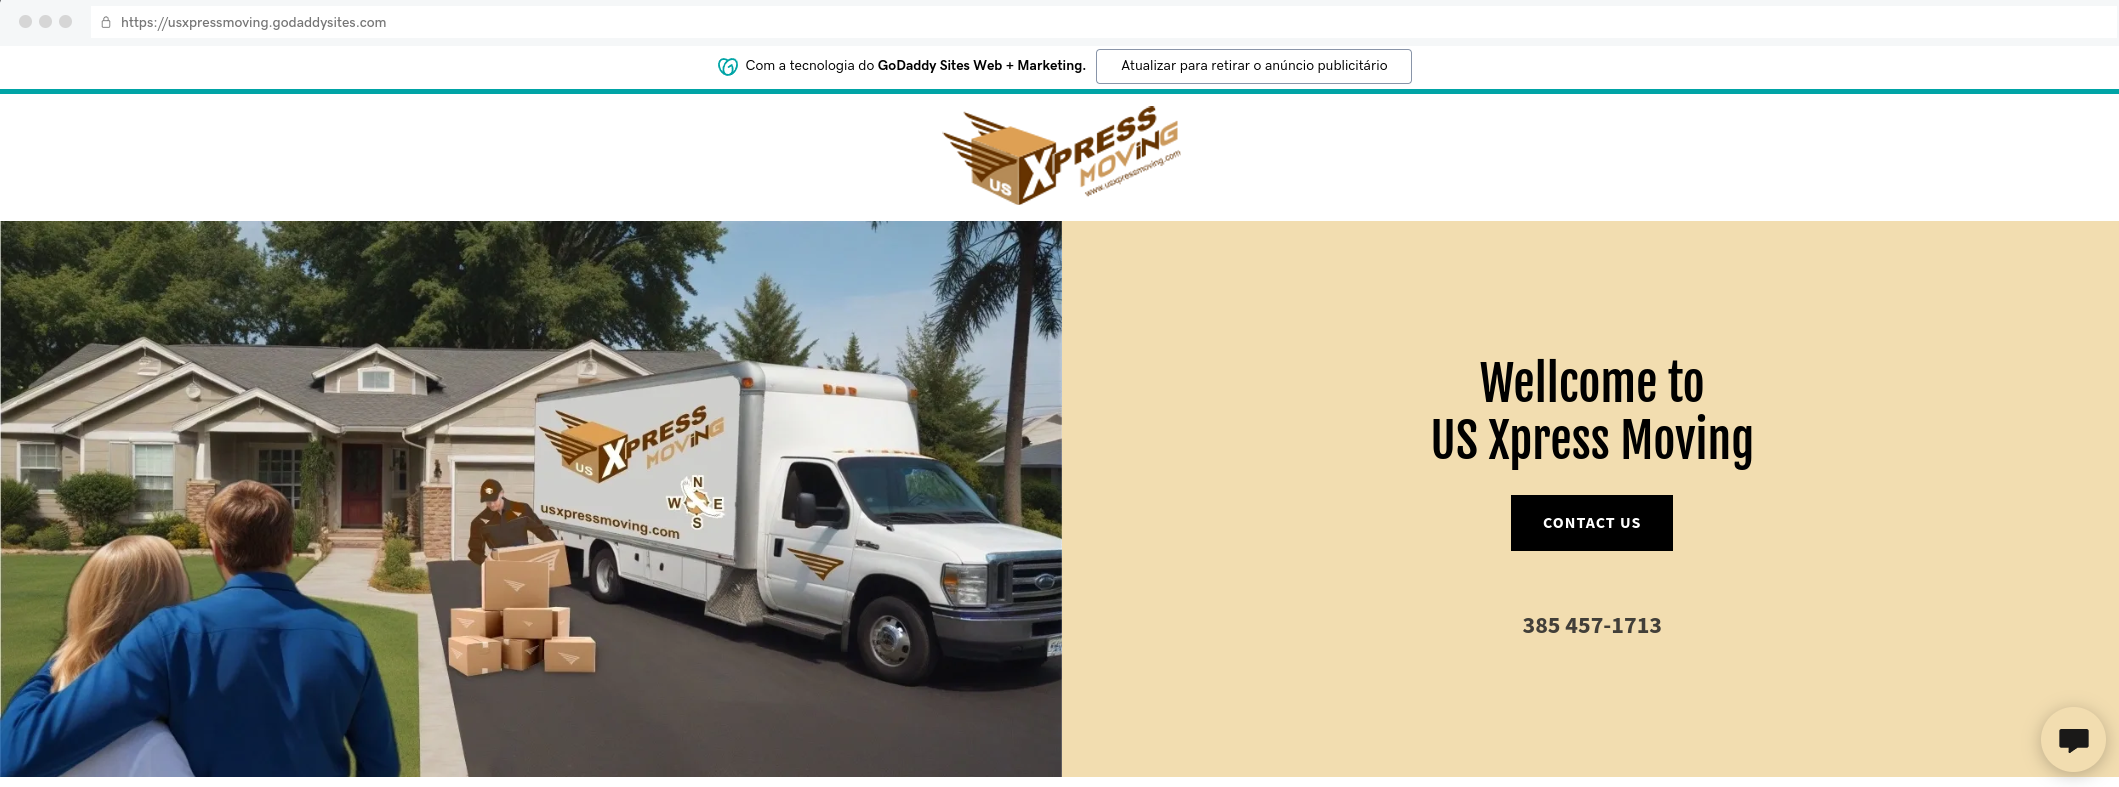 https://usxpressmoving.godaddysites.com
Com a tecnologia do GoDaddy Sites Web + Marketing. Atualizar para retirar o anúncio publicitário
US XPRESS
MOVING
www.usxpressmoving.com
US XPRESS
MOVING
N
W E
S
usxpressmoving.com
Wellcome to
US Xpress Moving
CONTACT US
385 457-1713